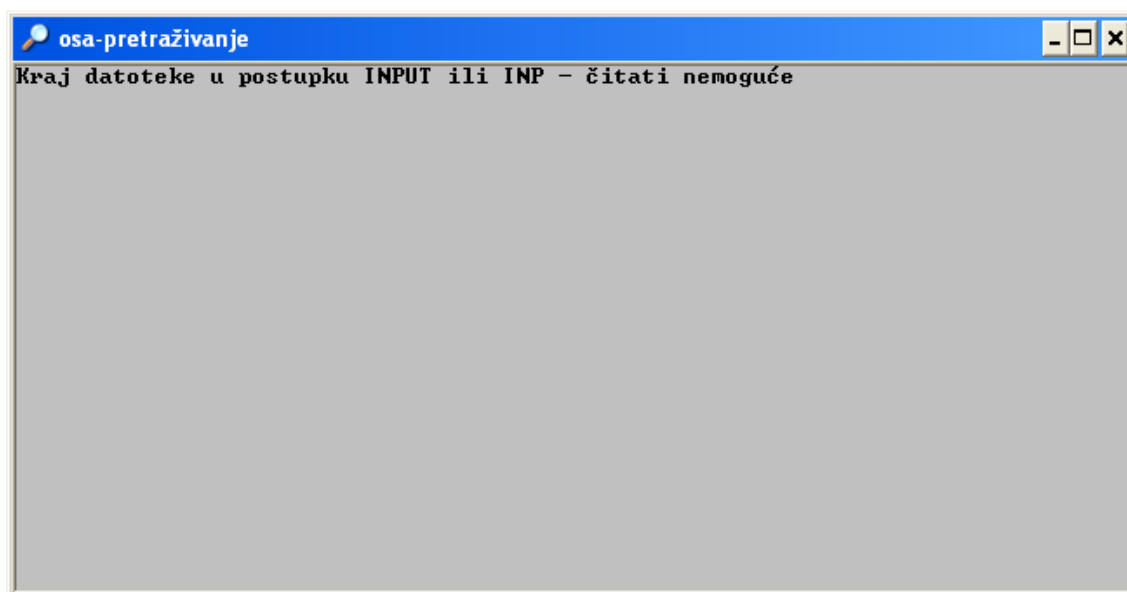 osa-pretraživanje
Kraj datoteke u postupku INPUT ili INP - čitati nemoguće